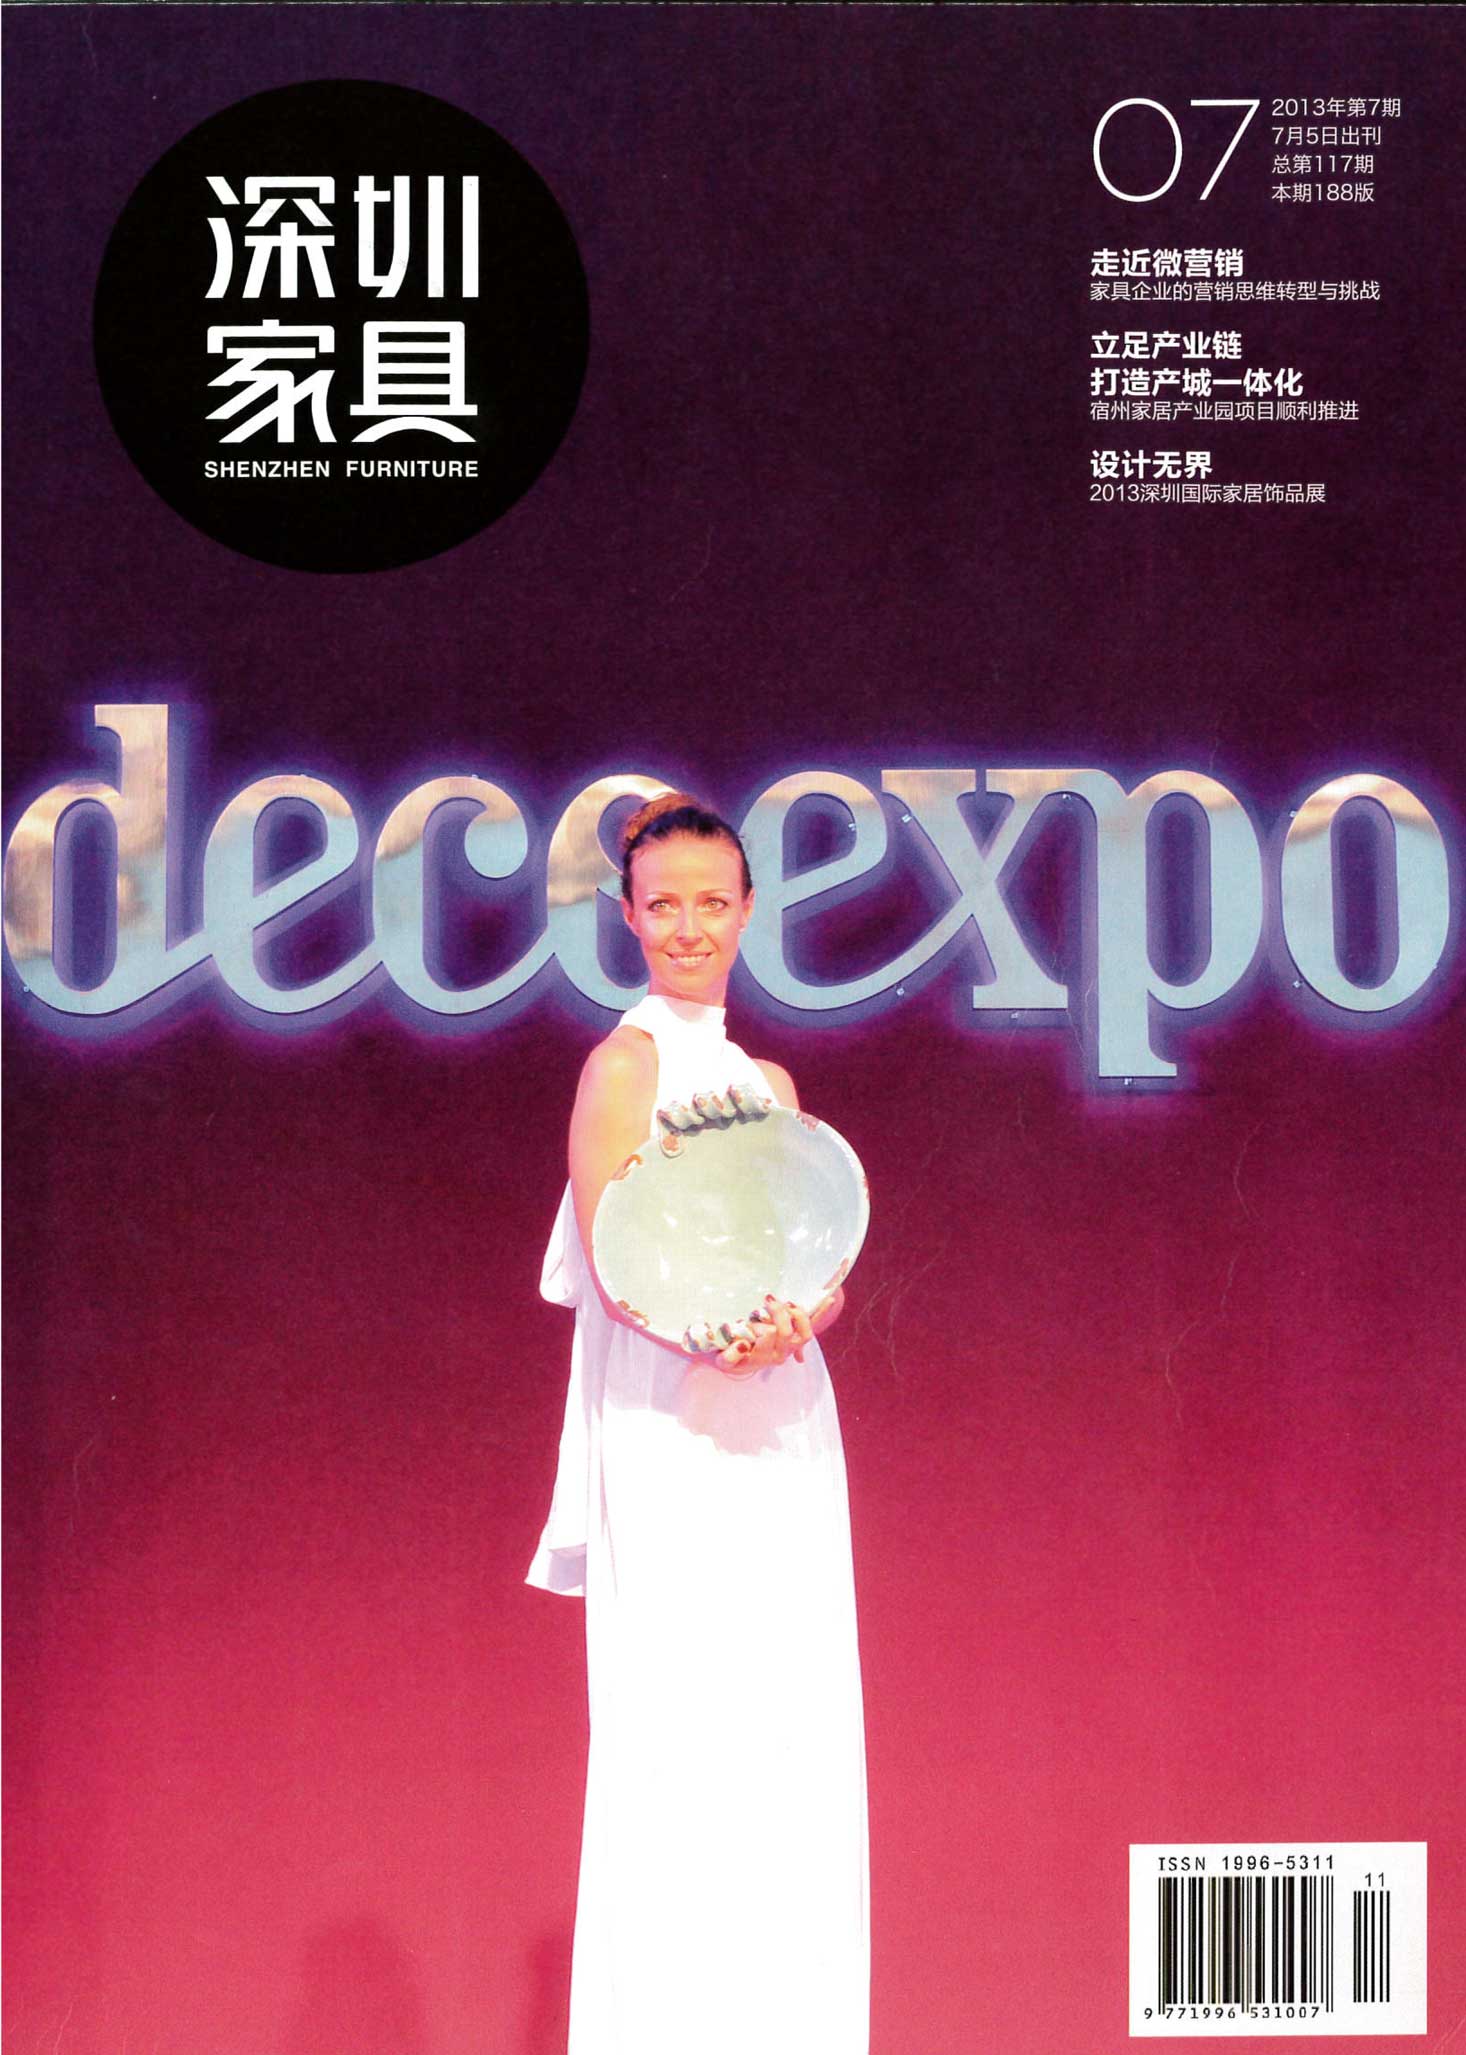 深圳
家具
SHENZHEN FURNITURE
07
2013年第7期
7月5日出刊
总第117期
本期188版
走近微营销
家具企业的营销思维转型与挑战
立足产业链
打造产城一体化
宿州家居产业园项目顺利推进
设计无界
2013深圳国际家居饰品展
decoexpo
ISSN 1996-5311
11
9 771996 531007